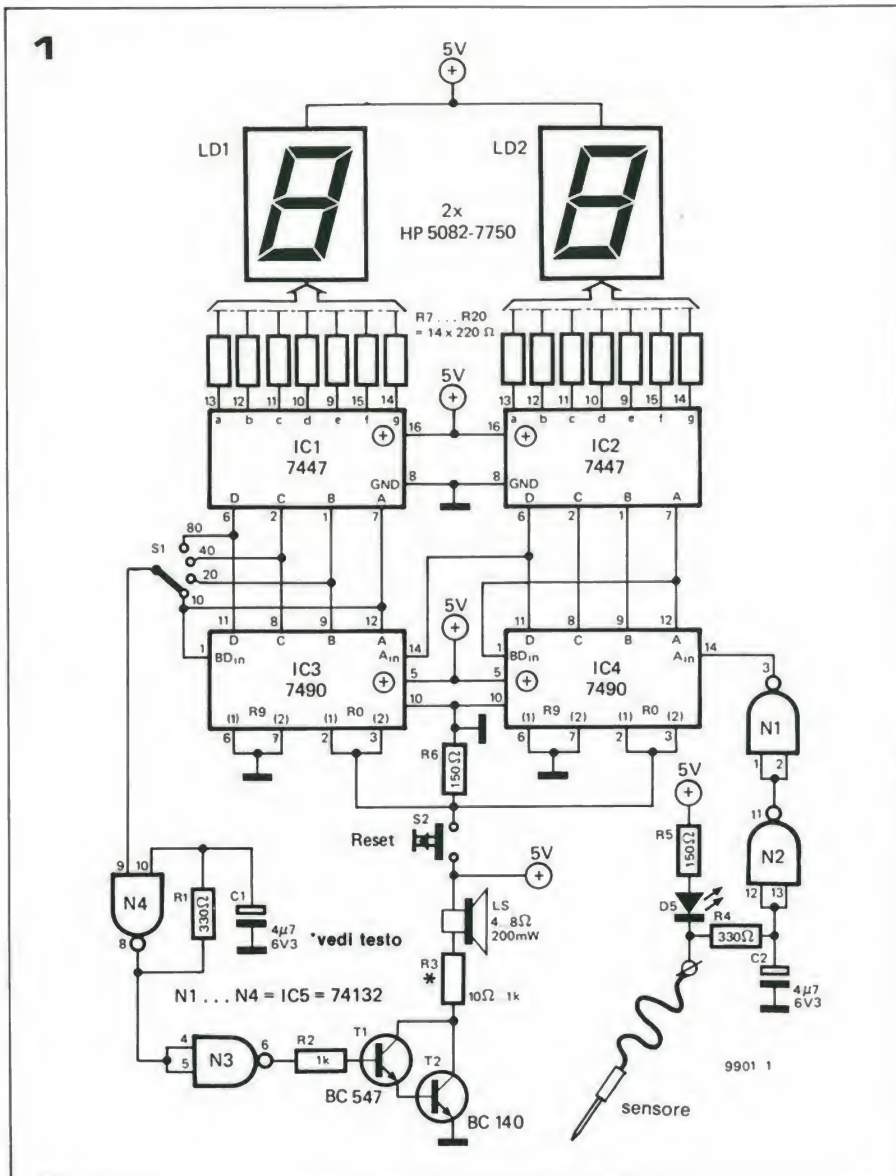 1
5V
LD1
LD2
2x
HP 5082-7750
R7 ... R20
= 14 x 220 Ω
5V
13 12 11 10 9 15 14
13 12 11 10 9 15 14
a b c d e f g
16
16
a b c d e f g
IC1
7447
IC2
7447
GND
8
8
GND
D C B A
D C B A
6 2 1 7
6 2 1 7
80
S1
40
20
10
5V
11 8 9 12
11 8 9 12
D C B A
D C B A
1
BDin
Ain
14
1
BDin
Ain
14
IC3
7490
5
5
IC4
7490
10
10
R9
R0
R9
R0
(1) (2) (1) (2)
(1) (2) (1) (2)
6 7 2 3
6 7 2 3
R6
150Ω
3
N1
1 2
5V
11
N2
12 13
R5
150Ω
Reset
S2
5V
D5
R4
330Ω
C2
4µ7
6V3
9 10
N4
8
R1
330Ω
C1
4µ7
6V3
*vedi testo
LS
4...8Ω
200mW
R3
*
10Ω...1k
N1 ... N4 = IC5 = 74132
4
5
N3
6
R2
1k
T1
BC 547
T2
BC 140
sensore
9901 1